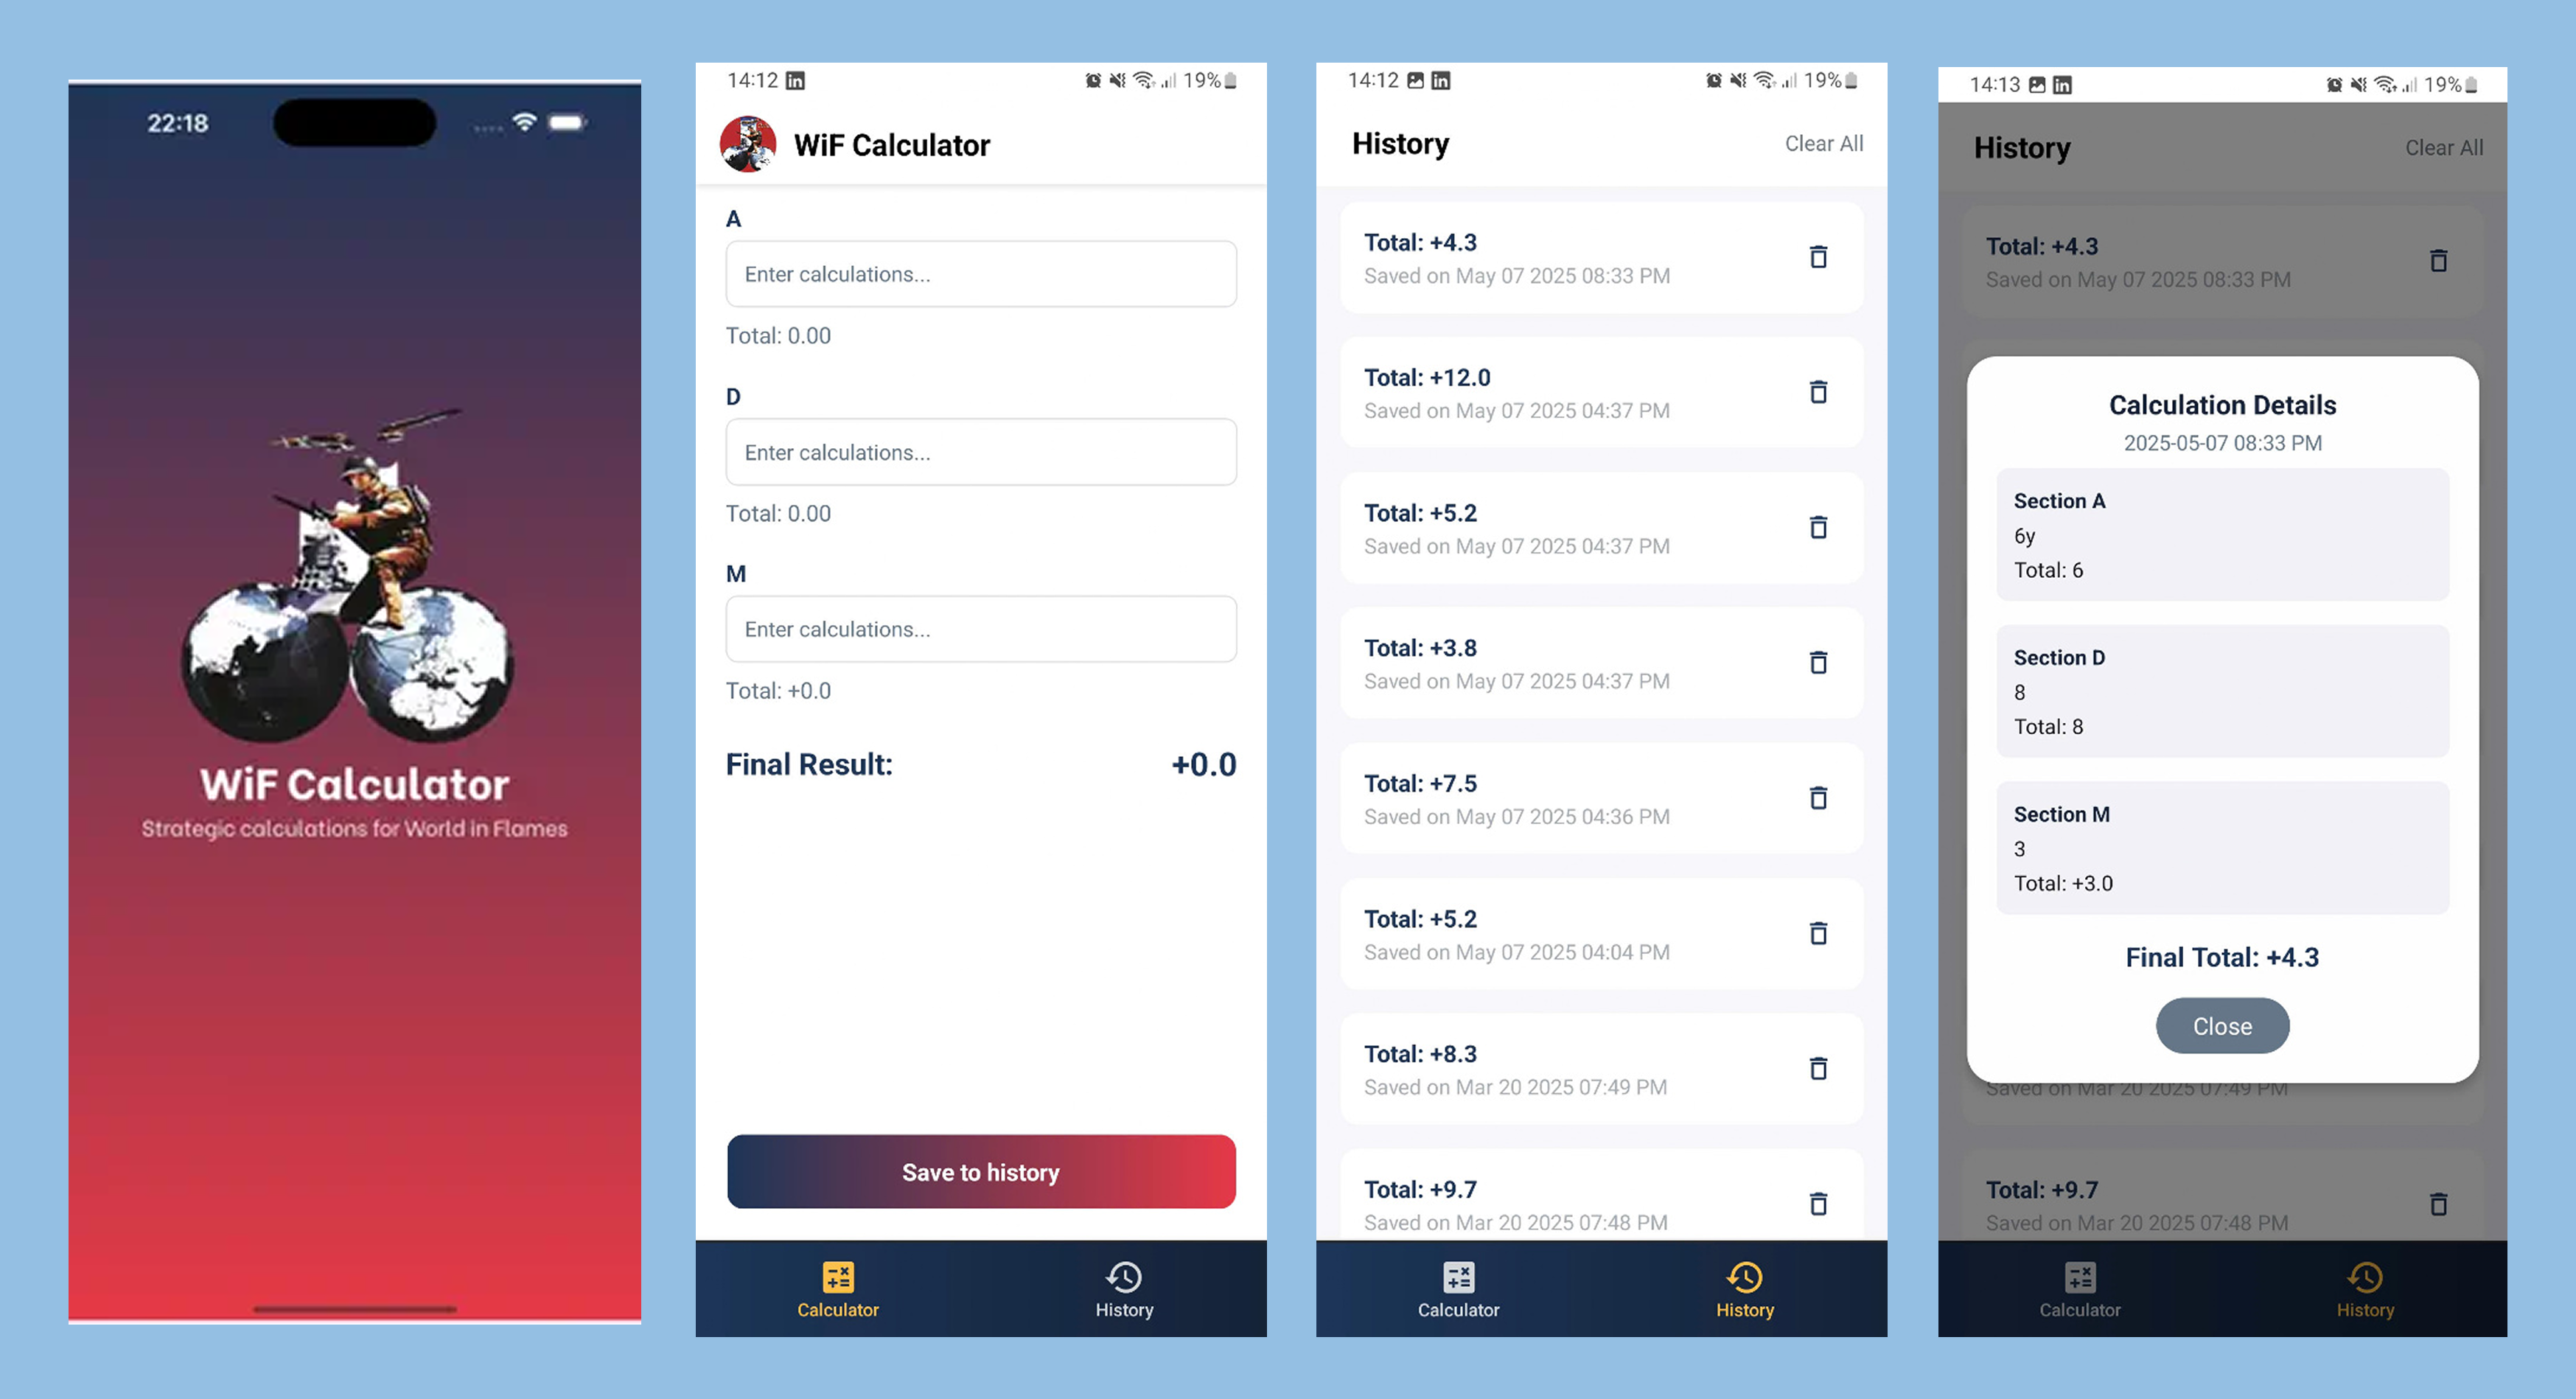 22:18
WiF Calculator
Strategic calculations for World in Flames
14:12
19%
WiF Calculator
A
Enter calculations...
Total: 0.00
D
Enter calculations...
Total: 0.00
M
Enter calculations...
Total: +0.0
Final Result: +0.0
Save to history
Calculator History
14:12
19%
History Clear All
Total: +4.3
Saved on May 07 2025 08:33 PM
Total: +12.0
Saved on May 07 2025 04:37 PM
Total: +5.2
Saved on May 07 2025 04:37 PM
Total: +3.8
Saved on May 07 2025 04:37 PM
Total: +7.5
Saved on May 07 2025 04:36 PM
Total: +5.2
Saved on May 07 2025 04:04 PM
Total: +8.3
Saved on Mar 20 2025 07:49 PM
Total: +9.7
Saved on Mar 20 2025 07:48 PM
Calculator History
14:13
19%
History Clear All
Total: +4.3
Saved on May 07 2025 08:33 PM
Calculation Details
2025-05-07 08:33 PM
Section A
6y
Total: 6
Section D
8
Total: 8
Section M
3
Total: +3.0
Final Total: +4.3
Close
Saved on Mar 20 2025 07:49 PM
Total: +9.7
Saved on Mar 20 2025 07:48 PM
Calculator History